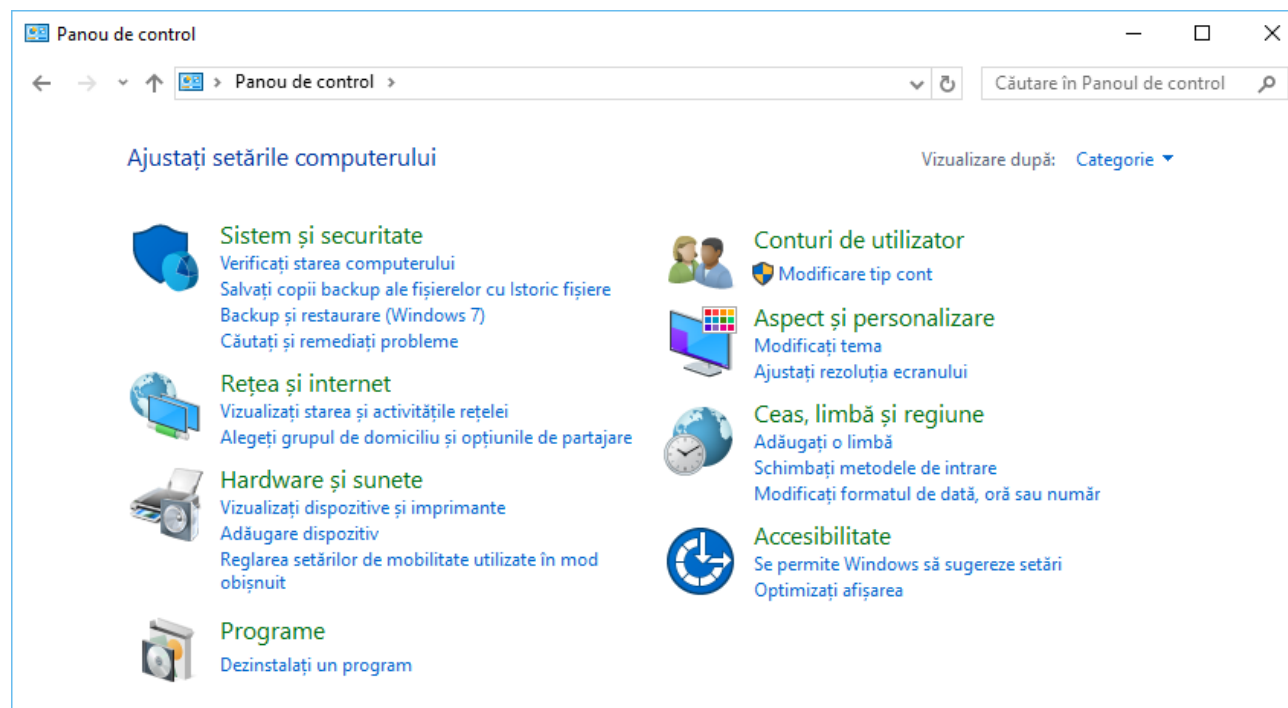 Panou de control
Panou de control
Căutare în Panoul de control
Ajustați setările computerului
Vizualizare după: Categorie
Sistem și securitate
Verificați starea computerului
Salvați copii backup ale fișierelor cu Istoric fișiere
Backup și restaurare (Windows 7)
Căutați și remediați probleme
Rețea și internet
Vizualizați starea și activitățile rețelei
Alegeți grupul de domiciliu și opțiunile de partajare
Hardware și sunete
Vizualizați dispozitive și imprimante
Adăugare dispozitiv
Reglarea setărilor de mobilitate utilizate în mod
obișnuit
Programe
Dezinstalați un program
Conturi de utilizator
Modificare tip cont
Aspect și personalizare
Modificați tema
Ajustați rezoluția ecranului
Ceas, limbă și regiune
Adăugați o limbă
Schimbați metodele de intrare
Modificați formatul de dată, oră sau număr
Accesibilitate
Se permite Windows să sugereze setări
Optimizați afișarea